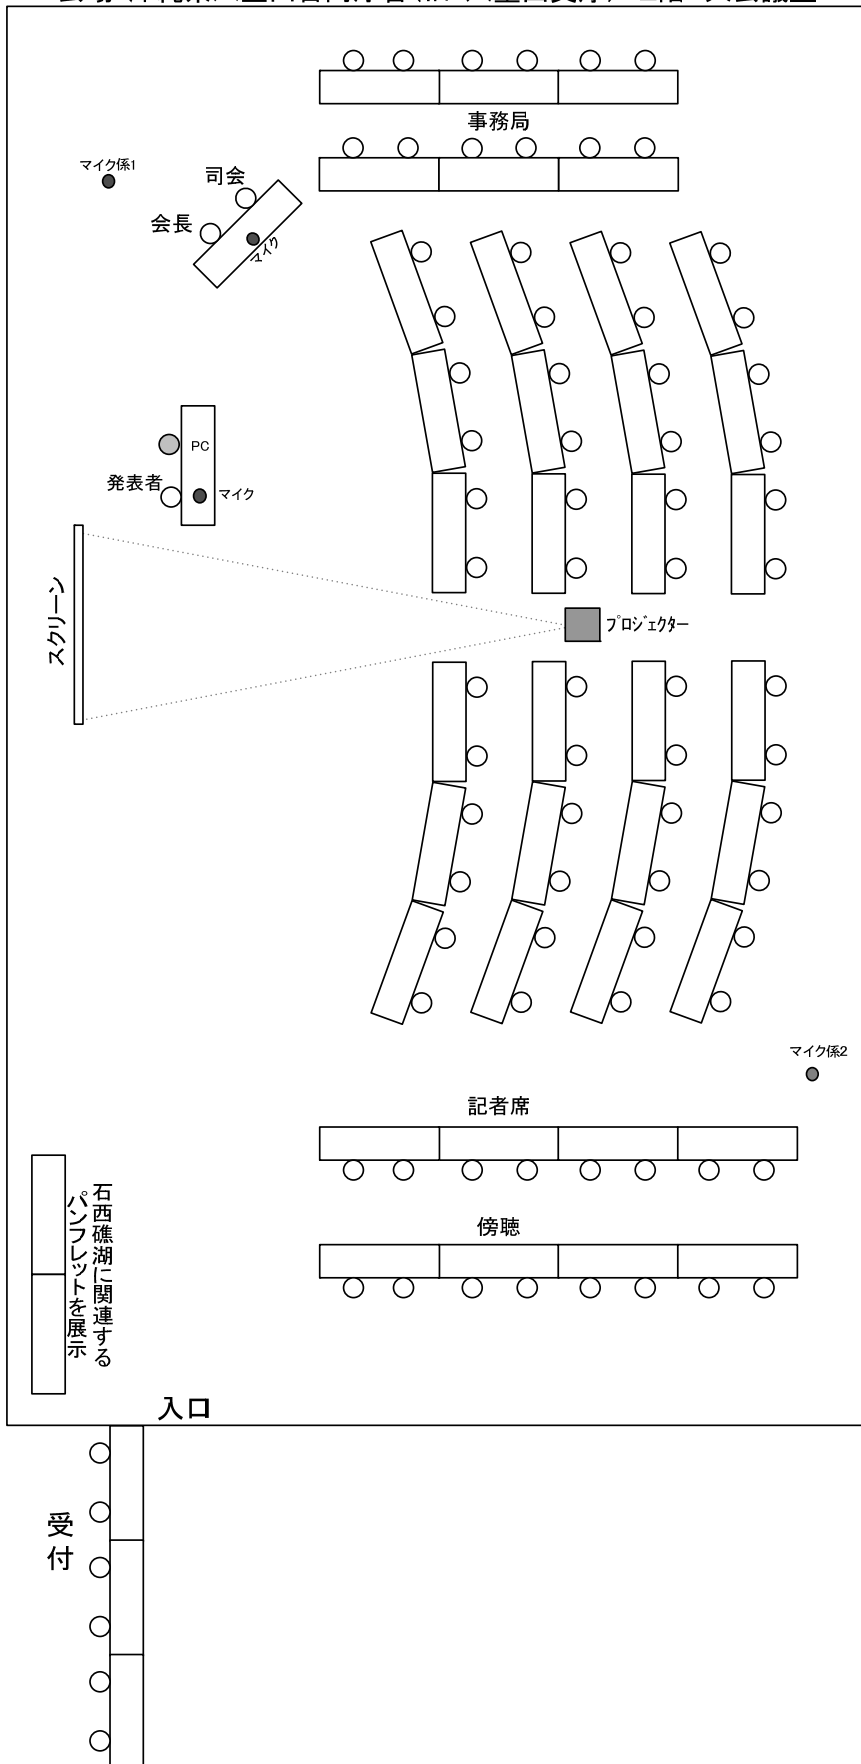 事務局
マイク係1
司会
会長
マイク
PC
発表者
マイク
スクリーン
プロジェクター
マイク係2
記者席
傍聴
石西礁湖に関連する
パンフレットを展示
入口
受付